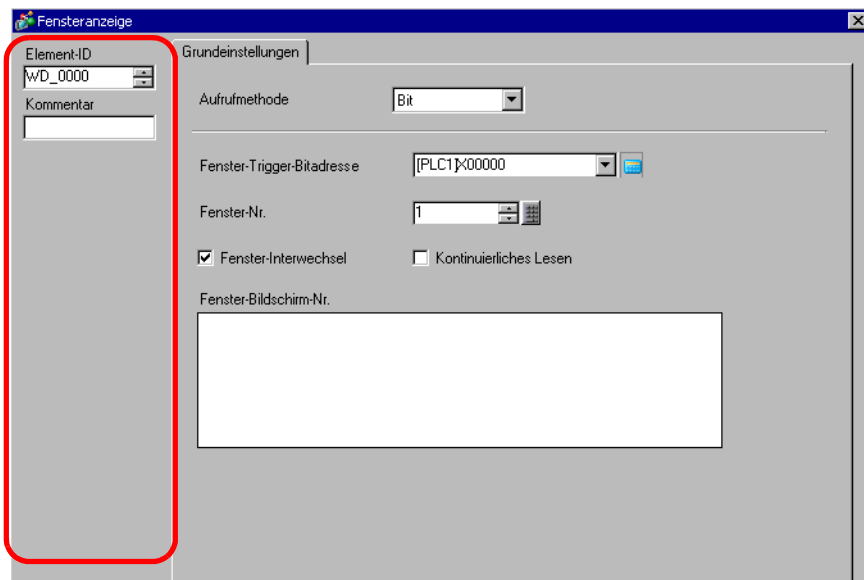 Fensteranzeige
Element-ID
WD_0000
Kommentar
Grundeinstellungen
Aufrufmethode Bit
Fenster-Trigger-Bitadresse [PLC1]X00000
Fenster-Nr. 1
Fenster-Interwechsel Kontinuierliches Lesen
Fenster-Bildschirm-Nr.